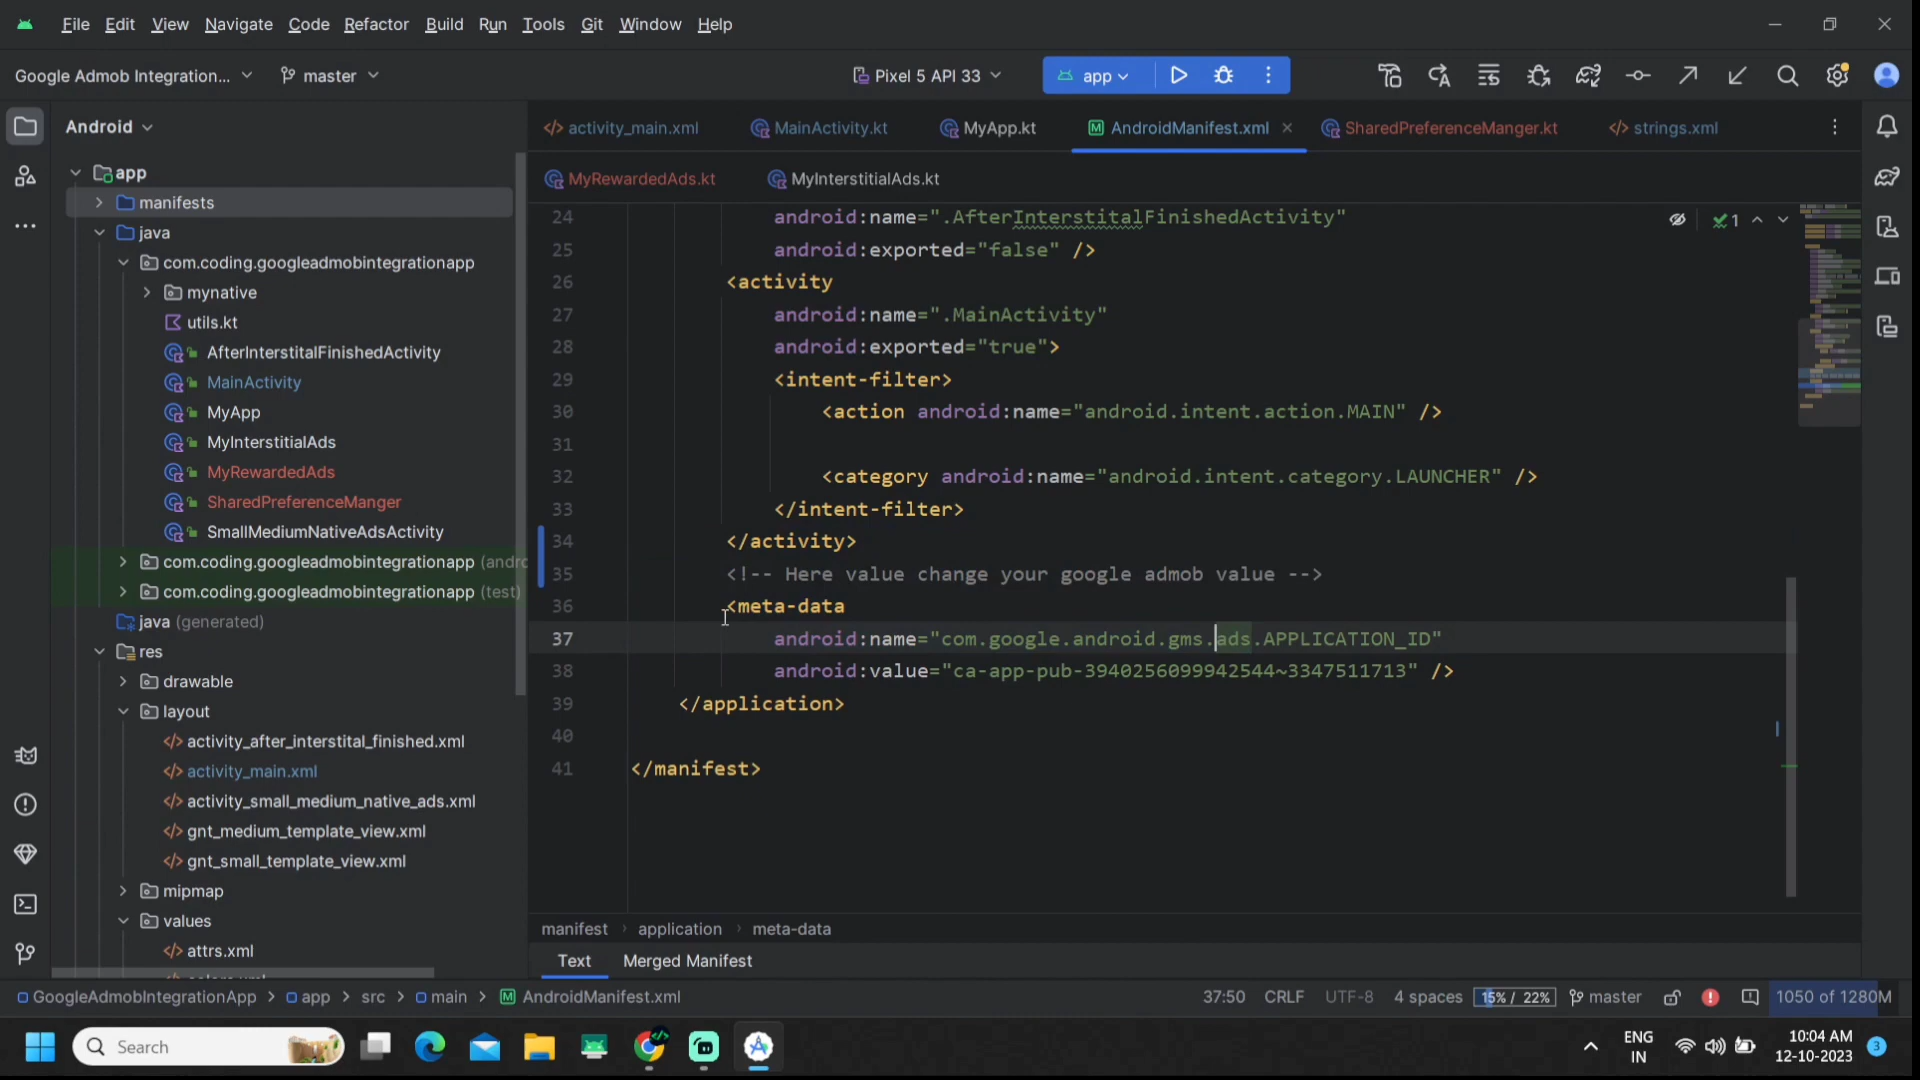 File Edit View Navigate Code Refactor Build Run Tools Git Window Help
Google Admob Integration... master Pixel 5 API 33 app
Android
activity_main.xml MainActivity.kt MyApp.kt AndroidManifest.xml SharedPreferenceManger.kt strings.xml
MyRewardedAds.kt MyInterstitialAds.kt
app
manifests
java
com.coding.googleadmobintegrationapp
mynative
utils.kt
AfterInterstitalFinishedActivity
MainActivity
MyApp
MyInterstitialAds
MyRewardedAds
SharedPreferenceManger
SmallMediumNativeAdsActivity
com.coding.googleadmobintegrationapp (andro
com.coding.googleadmobintegrationapp (test)
java (generated)
res
drawable
layout
activity_after_interstital_finished.xml
activity_main.xml
activity_small_medium_native_ads.xml
gnt_medium_template_view.xml
gnt_small_template_view.xml
mipmap
values
attrs.xml
1
24 android:name=".AfterInterstitalFinishedActivity"
25 android:exported="false" />
26 <activity
27 android:name=".MainActivity"
28 android:exported="true">
29 <intent-filter>
30 <action android:name="android.intent.action.MAIN" />
31
32 <category android:name="android.intent.category.LAUNCHER" />
33 </intent-filter>
34 </activity>
35 <!-- Here value change your google admob value -->
36 <meta-data
37 android:name="com.google.android.gms.ads.APPLICATION_ID"
38 android:value="ca-app-pub-3940256099942544~3347511713" />
39 </application>
40
41 </manifest>
manifest › application › meta-data
Text Merged Manifest
GoogleAdmobIntegrationApp > app > src > main > AndroidManifest.xml 37:50 CRLF UTF-8 4 spaces 15% / 22% master 1050 of 1280M
Search ENG 10:04 AM
IN 12-10-2023 3